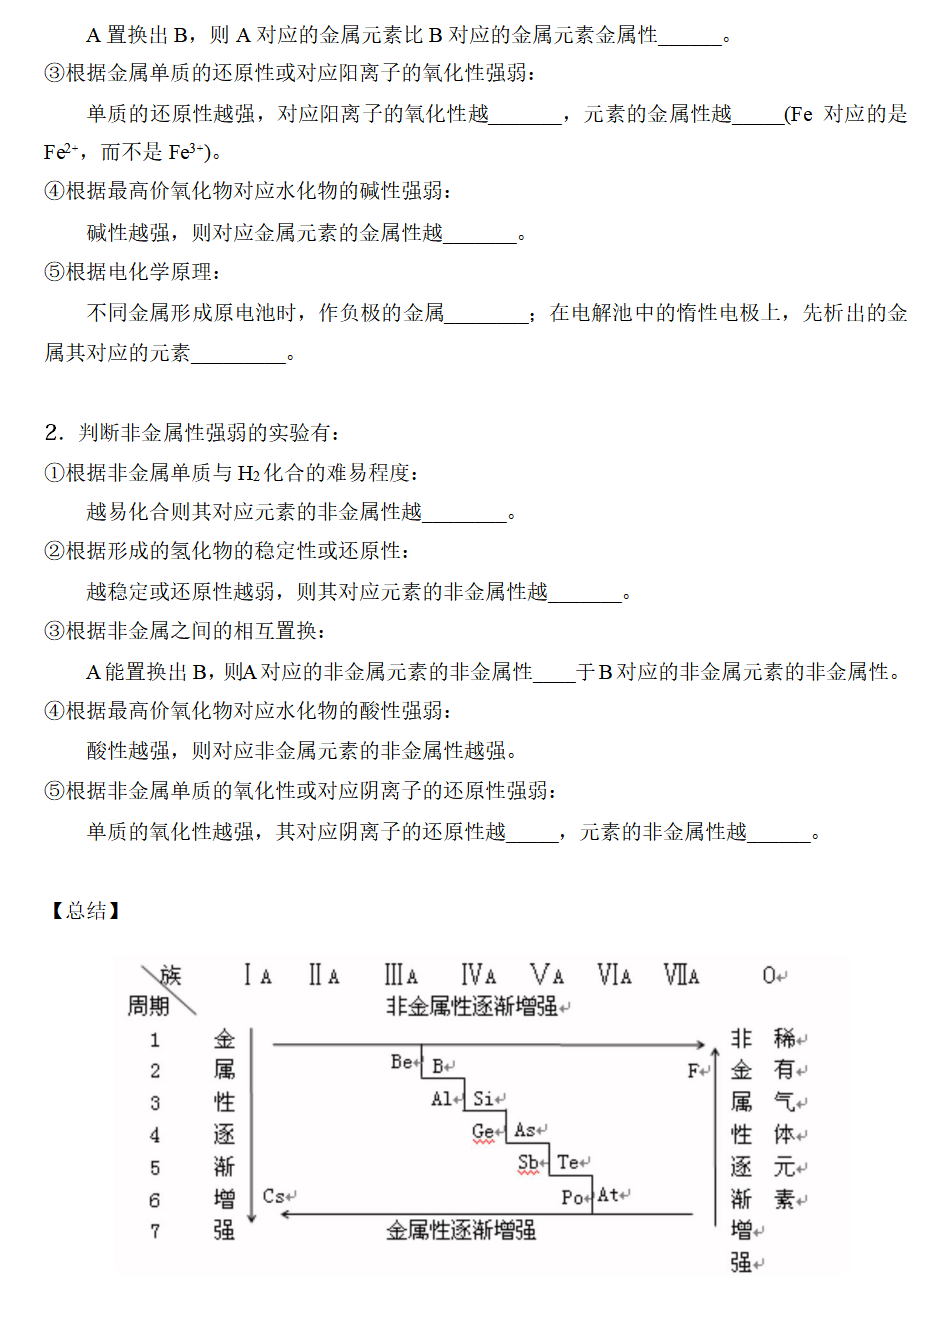 A 置换出 B，则 A 对应的金属元素比 B 对应的金属元素金属性______。
③根据金属单质的还原性或对应阳离子的氧化性强弱：
单质的还原性越强，对应阳离子的氧化性越_______，元素的金属性越_____(Fe 对应的是
Fe²⁺，而不是 Fe³⁺)。
④根据最高价氧化物对应水化物的碱性强弱：
碱性越强，则对应金属元素的金属性越_______。
⑤根据电化学原理：
不同金属形成原电池时，作负极的金属________；在电解池中的惰性电极上，先析出的金
属其对应的元素_________。
2．判断非金属性强弱的实验有：
①根据非金属单质与 H₂ 化合的难易程度：
越易化合则其对应元素的非金属性越________。
②根据形成的氢化物的稳定性或还原性：
越稳定或还原性越弱，则其对应元素的非金属性越_______。
③根据非金属之间的相互置换：
A 能置换出 B，则A 对应的非金属元素的非金属性____于 B 对应的非金属元素的非金属性。
④根据最高价氧化物对应水化物的酸性强弱：
酸性越强，则对应非金属元素的非金属性越强。
⑤根据非金属单质的氧化性或对应阴离子的还原性强弱：
单质的氧化性越强，其对应阴离子的还原性越_____，元素的非金属性越______。
【总结】
族 ⅠA ⅡA ⅢA ⅣA ⅤA ⅥA ⅦA 0↵
周期 非金属性逐渐增强↵
1 金 非 稀↵
2 属 Be↵ B↵ F↵ 金 有↵
3 性 Al↵ Si↵ 属 气↵
4 逐 Ge↵ As↵ 性 体↵
5 渐 Sb↵ Te↵ 逐 元↵
6 增 Cs↵ Po↵ At↵ 渐 素↵
7 强 金属性逐渐增强 增↵
强↵